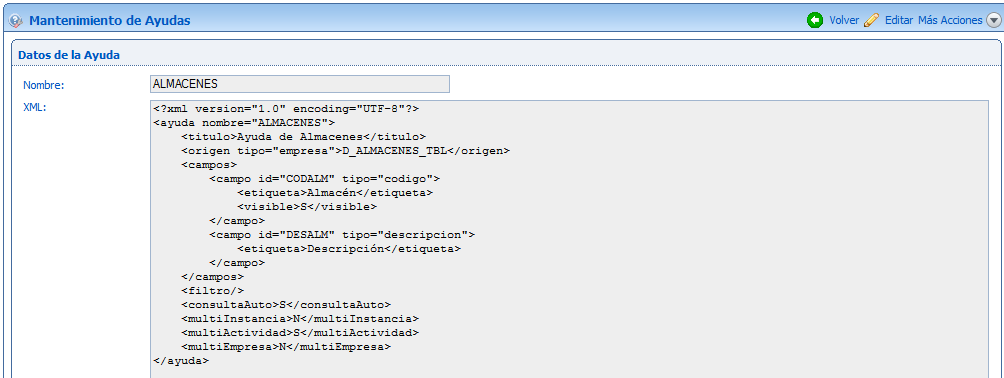 Mantenimiento de Ayudas Volver Editar Más Acciones
Datos de la Ayuda
Nombre: ALMACENES
XML: <?xml version="1.0" encoding="UTF-8"?>
<ayuda nombre="ALMACENES">
    <titulo>Ayuda de Almacenes</titulo>
    <origen tipo="empresa">D_ALMACENES_TBL</origen>
    <campos>
        <campo id="CODALM" tipo="codigo">
            <etiqueta>Almacén</etiqueta>
            <visible>S</visible>
        </campo>
        <campo id="DESALM" tipo="descripcion">
            <etiqueta>Descripción</etiqueta>
        </campo>
    </campos>
    <filtro/>
    <consultaAuto>S</consultaAuto>
    <multiInstancia>N</multiInstancia>
    <multiActividad>S</multiActividad>
    <multiEmpresa>N</multiEmpresa>
</ayuda>